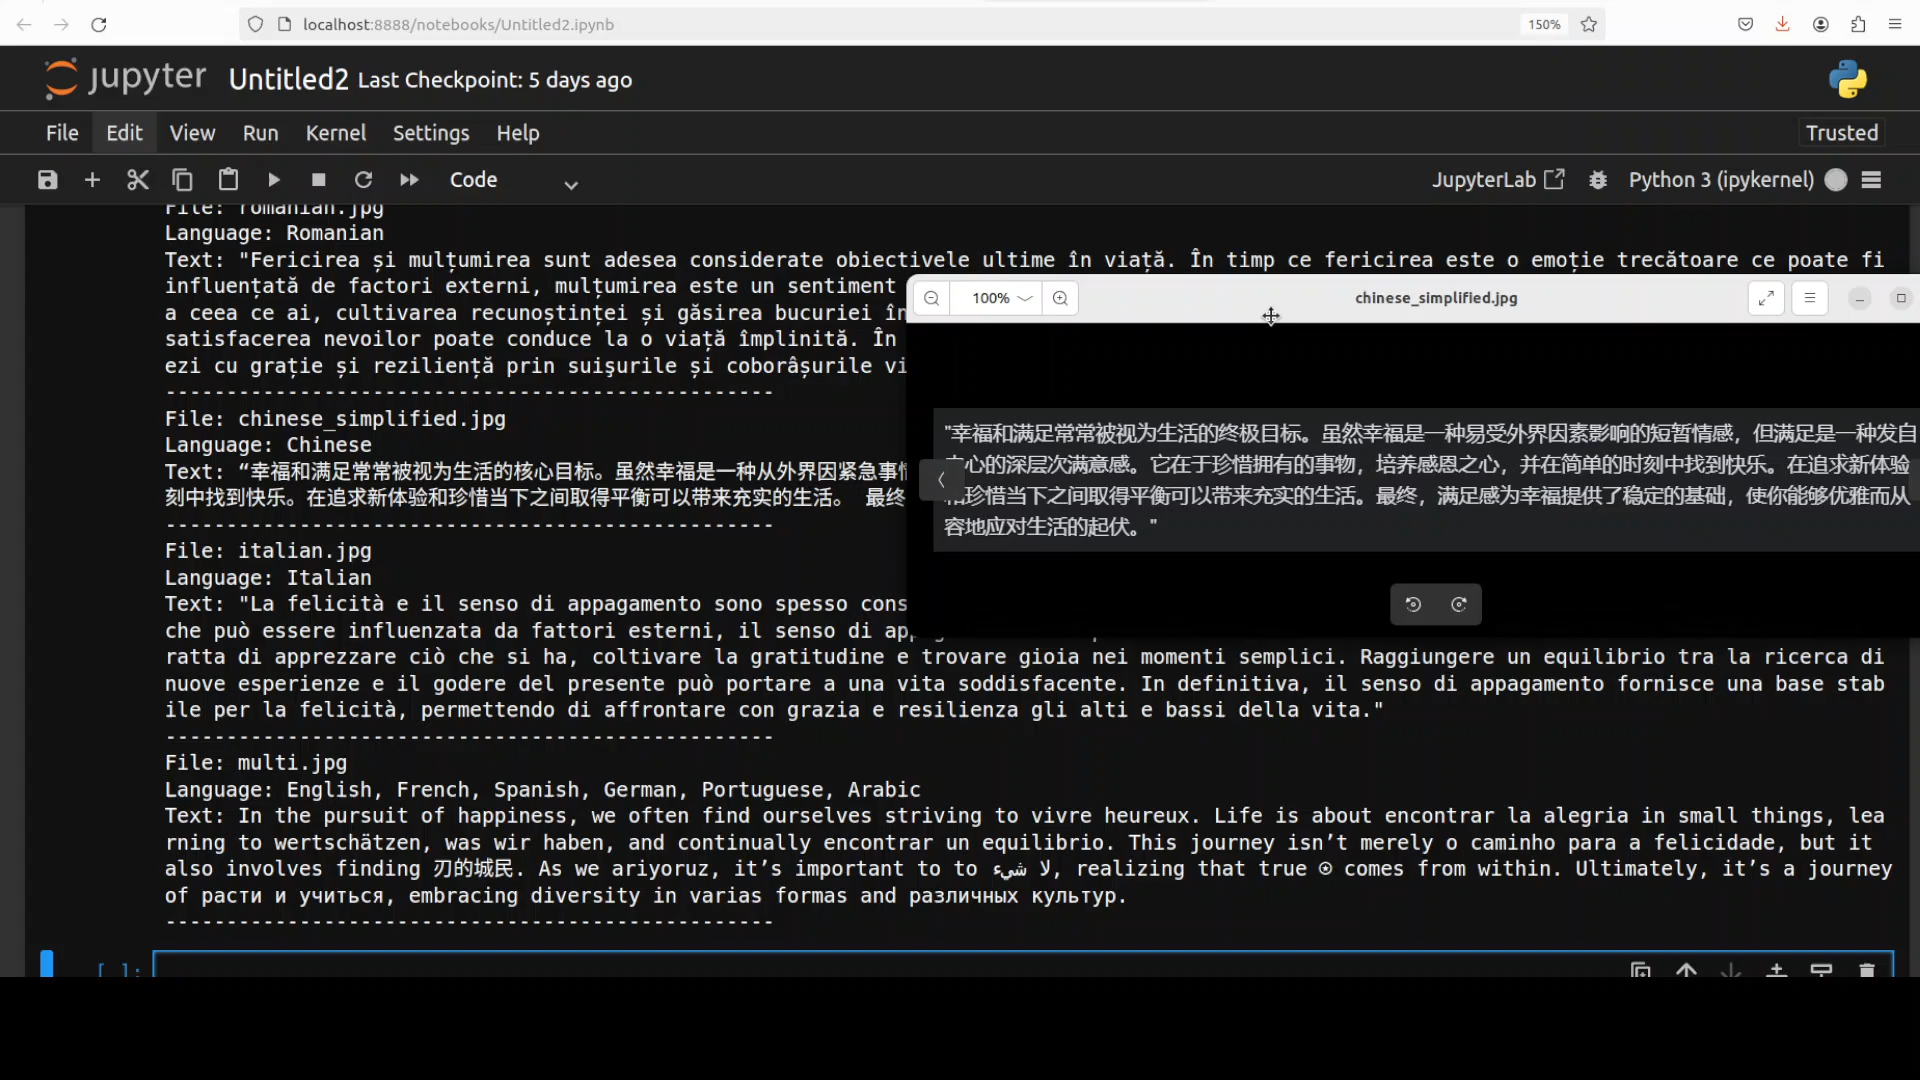 localhost:8888/notebooks/Untitled2.ipynb
150%
jupyter Untitled2 Last Checkpoint: 5 days ago
File Edit View Run Kernel Settings Help Trusted
Code JupyterLab Python 3 (ipykernel)
File: romanian.jpg
Language: Romanian
Text: "Fericirea și mulțumirea sunt adesea considerate obiectivele ultime în viață. În timp ce fericirea este o emoție trecătoare ce poate fi
influențată de factori externi, mulțumirea este un sentiment
a ceea ce ai, cultivarea recunoștinței și găsirea bucuriei în
satisfacerea nevoilor poate conduce la o viață împlinită. În
ezi cu grație și reziliență prin suişurile și coborâșurile vi
-------------------------------------------------- 
File: chinese_simplified.jpg
Language: Chinese
Text: “幸福和满足常常被视为生活的核心目标。虽然幸福是一种从外界因紧急事
刻中找到快乐。在追求新体验和珍惜当下之间取得平衡可以带来充实的生活。 最终
--------------------------------------------------
File: italian.jpg
Language: Italian
Text: "La felicità e il senso di appagamento sono spesso cons
che può essere influenzata da fattori esterni, il senso di
ratta di apprezzare ciò che si ha, coltivare la gratitudine e trovare gioia nei momenti semplici. Raggiungere un equilibrio tra la ricerca di
nuove esperienze e il godere del presente può portare a una vita soddisfacente. In definitiva, il senso di appagamento fornisce una base stab
ile per la felicità, permettendo di affrontare con grazia e resilienza gli alti e bassi della vita."
--------------------------------------------------
File: multi.jpg
Language: English, French, Spanish, German, Portuguese, Arabic
Text: In the pursuit of happiness, we often find ourselves striving to vivre heureux. Life is about encontrar la alegria in small things, lea
rning to wertschätzen, was wir haben, and continually encontrar un equilibrio. This journey isn’t merely o caminho para a felicidade, but it
also involves finding 刃的城民. As we ariyoruz, it’s important to to لا شيء, realizing that true ⍟ comes from within. Ultimately, it’s a journey
of расти и учиться, embracing diversity in varias formas and различных культур.
--------------------------------------------------
[ ]:
100% chinese_simplified.jpg
"幸福和满足常常被视为生活的终极目标。虽然幸福是一种易受外界因素影响的短暂情感，但满足是一种发自
心的深层次满意感。它在于珍惜拥有的事物，培养感恩之心，并在简单的时刻中找到快乐。在追求新体验
和珍惜当下之间取得平衡可以带来充实的生活。最终，满足感为幸福提供了稳定的基础，使你能够优雅而从
容地应对生活的起伏。"